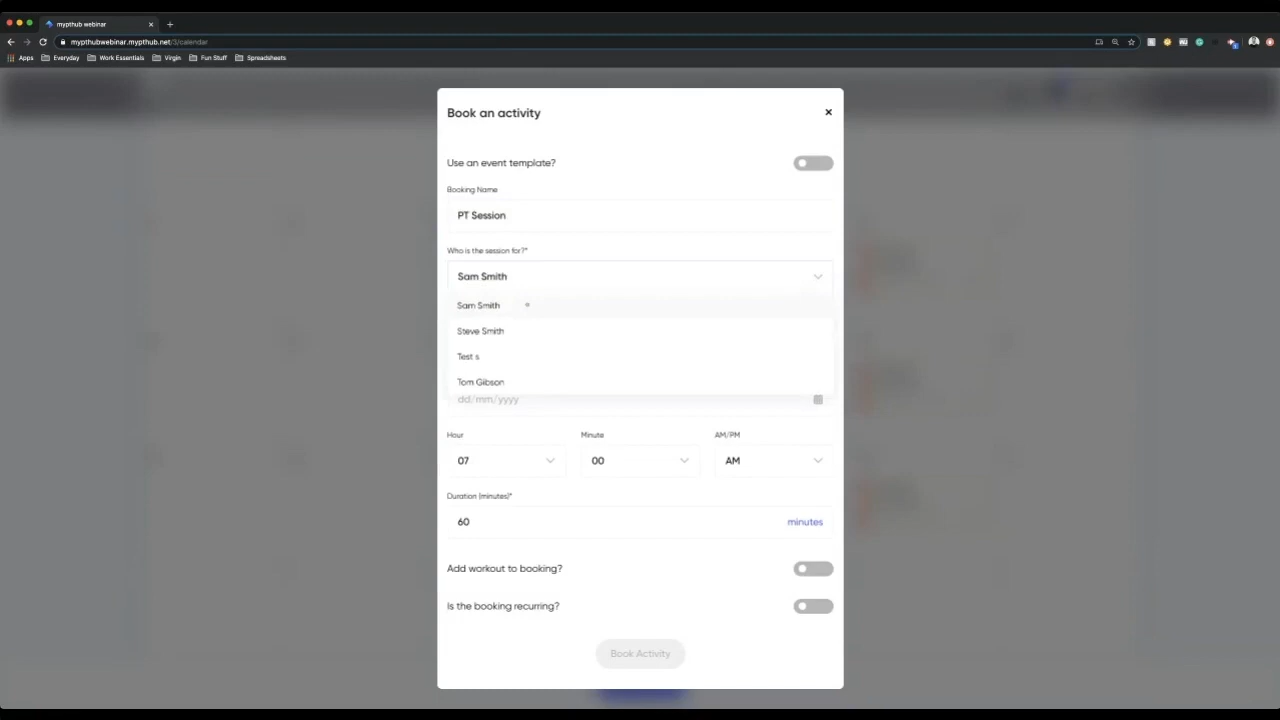 mypthub webinar
mypthubwebinar.mypthub.net/3/calendar
Apps Everyday Work Essentials Virgin Fun Stuff Spreadsheets
Book an activity
Use an event template?
Booking Name
PT Session
Who is the session for?*
Sam Smith
Sam Smith
Steve Smith
Test s
Tom Gibson
dd/mm/yyyy
Hour Minute AM/PM
07 00 AM
Duration (minutes)*
60 minutes
Add workout to booking?
Is the booking recurring?
Book Activity